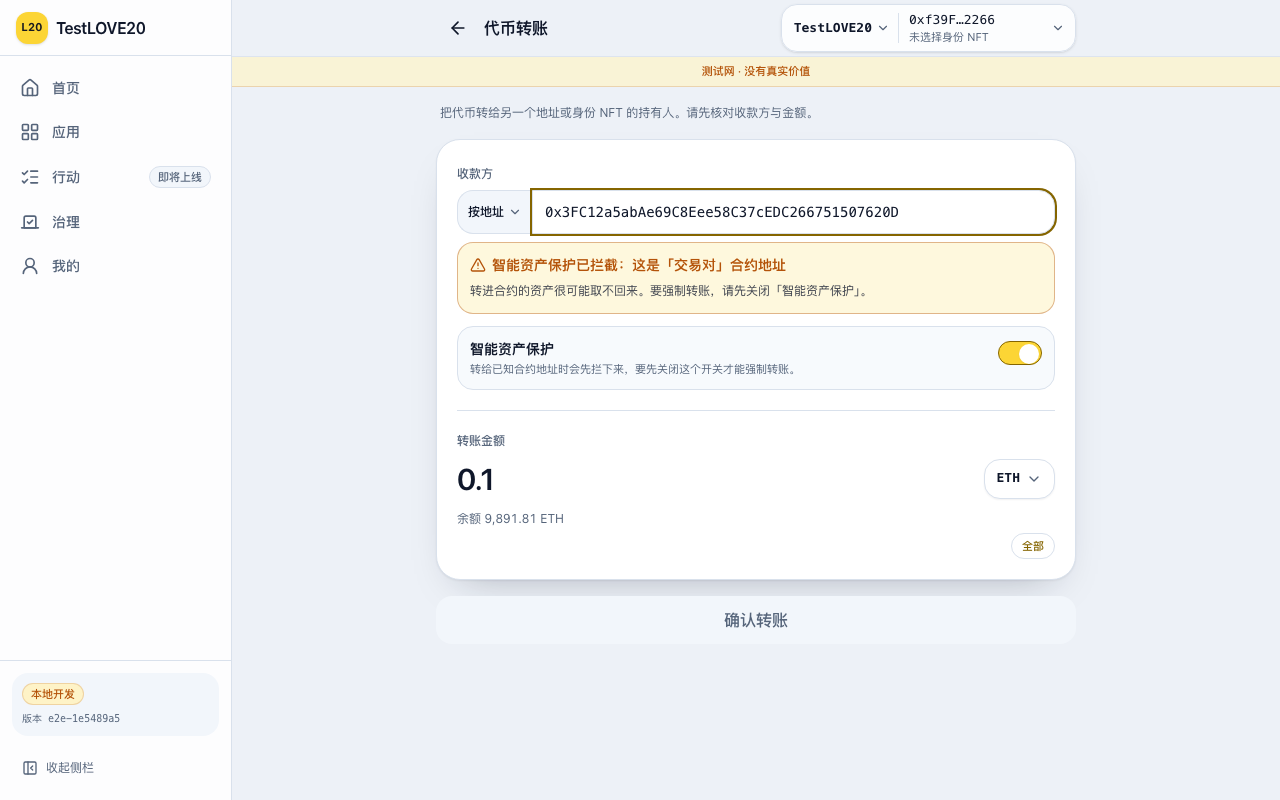 L20 TestLOVE20
首页
应用
行动 即将上线
治理
我的
本地开发
版本 e2e-1e5489a5
收起侧栏
代币转账
TestLOVE20
0xf39F…2266
未选择身份 NFT
测试网 · 没有真实价值
把代币转给另一个地址或身份 NFT 的持有人。请先核对收款方与金额。
收款方
按地址 0x3FC12a5abAe69C8Eee58C37cEDC266751507620D
智能资产保护已拦截：这是「交易对」合约地址
转进合约的资产很可能取不回来。要强制转账，请先关闭「智能资产保护」。
智能资产保护
转给已知合约地址时会先拦下来，要先关闭这个开关才能强制转账。
转账金额
0.1 ETH
余额 9,891.81 ETH
全部
确认转账